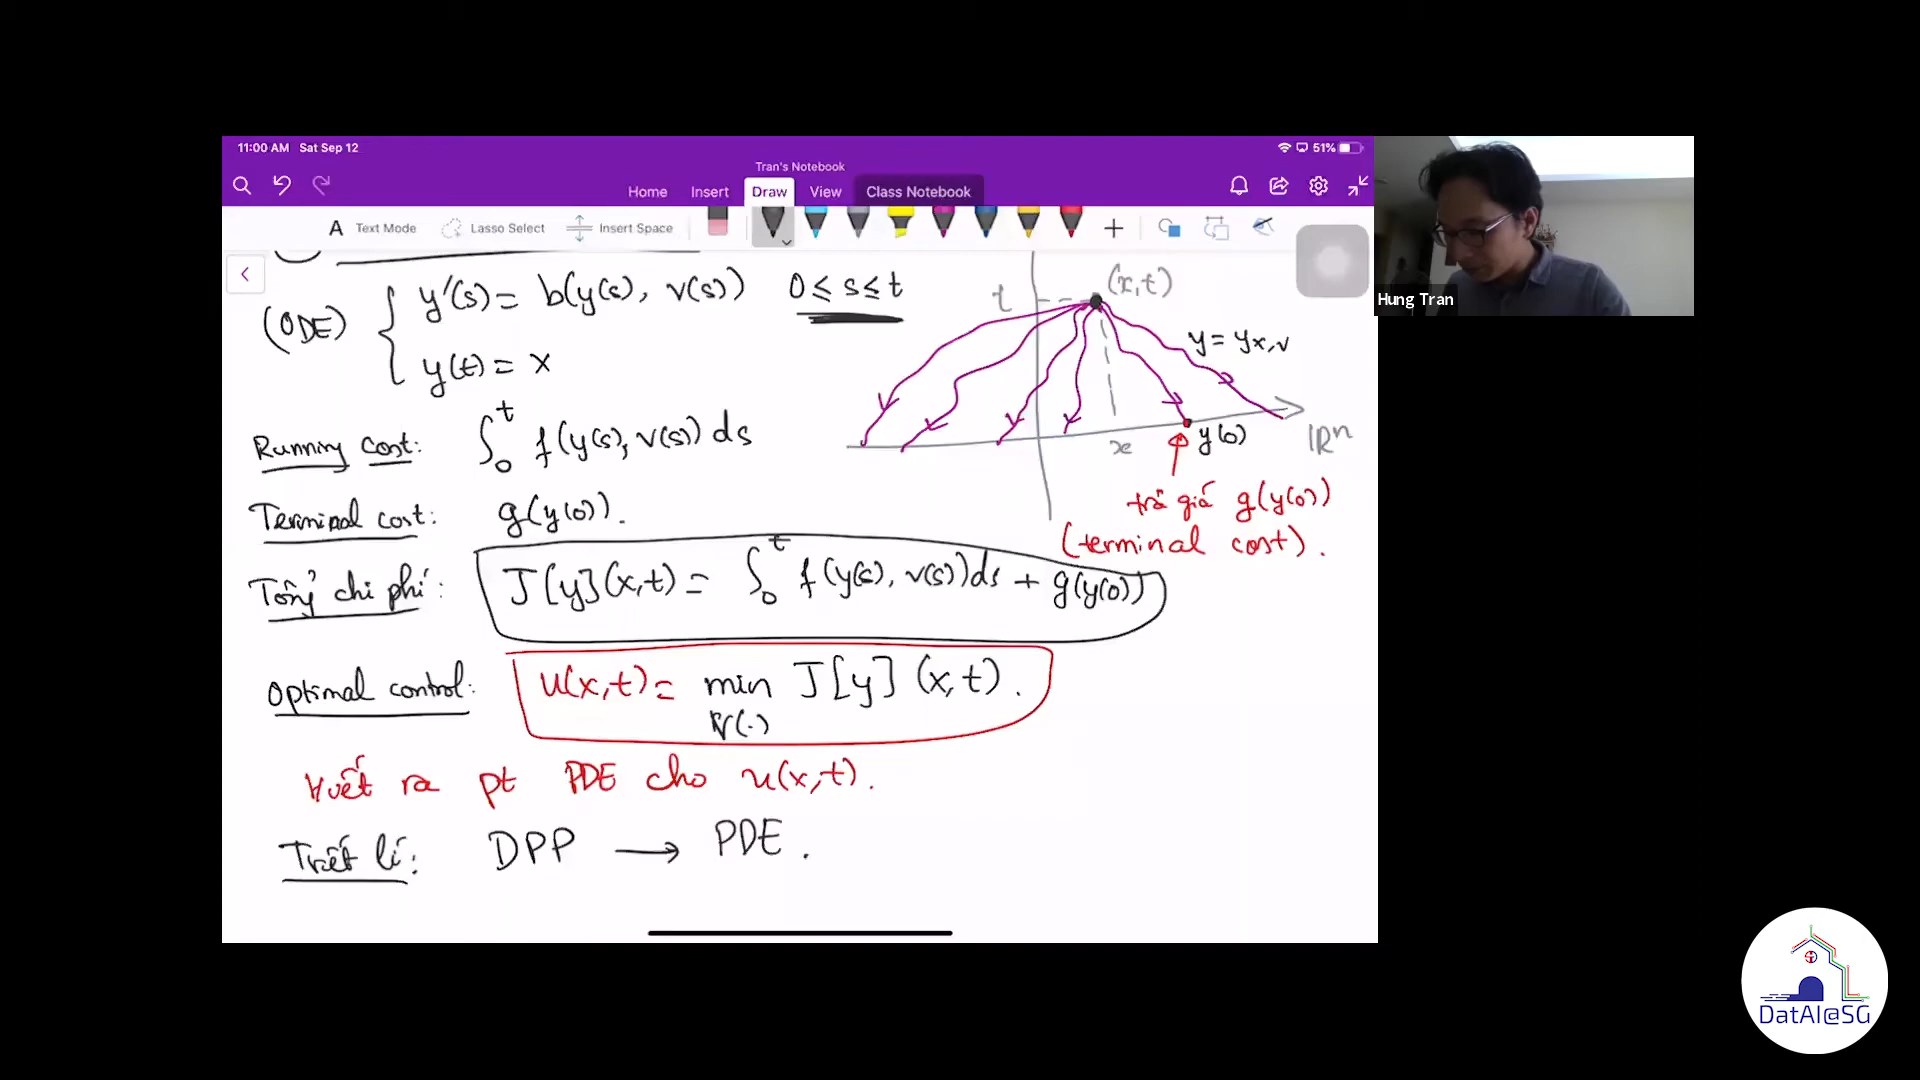 11:00 AM Sat Sep 12
51%
Tran's Notebook
Home Insert Draw View Class Notebook
A Text Mode Lasso Select Insert Space
Hung Tran
(ODE) { y'(s) = b(y(s), v(s)) 0 ≤ s ≤ t
y(t) = x
t (x,t)
y = y_{x,v}
x y(0) ℝⁿ
Running cost: ∫₀ᵗ f(y(s), v(s)) ds
Terminal cost: g(y(0)).
trả giá g(y(0))
(terminal cost).
Tổng chi phí: J[y](x,t) = ∫₀ᵗ f(y(s), v(s)) ds + g(y(0))
Optimal control: u(x,t) = min J[y](x,t).
v(·)
Viết ra pt PDE cho u(x,t).
Triết lí: DPP → PDE.
DatAI@SG